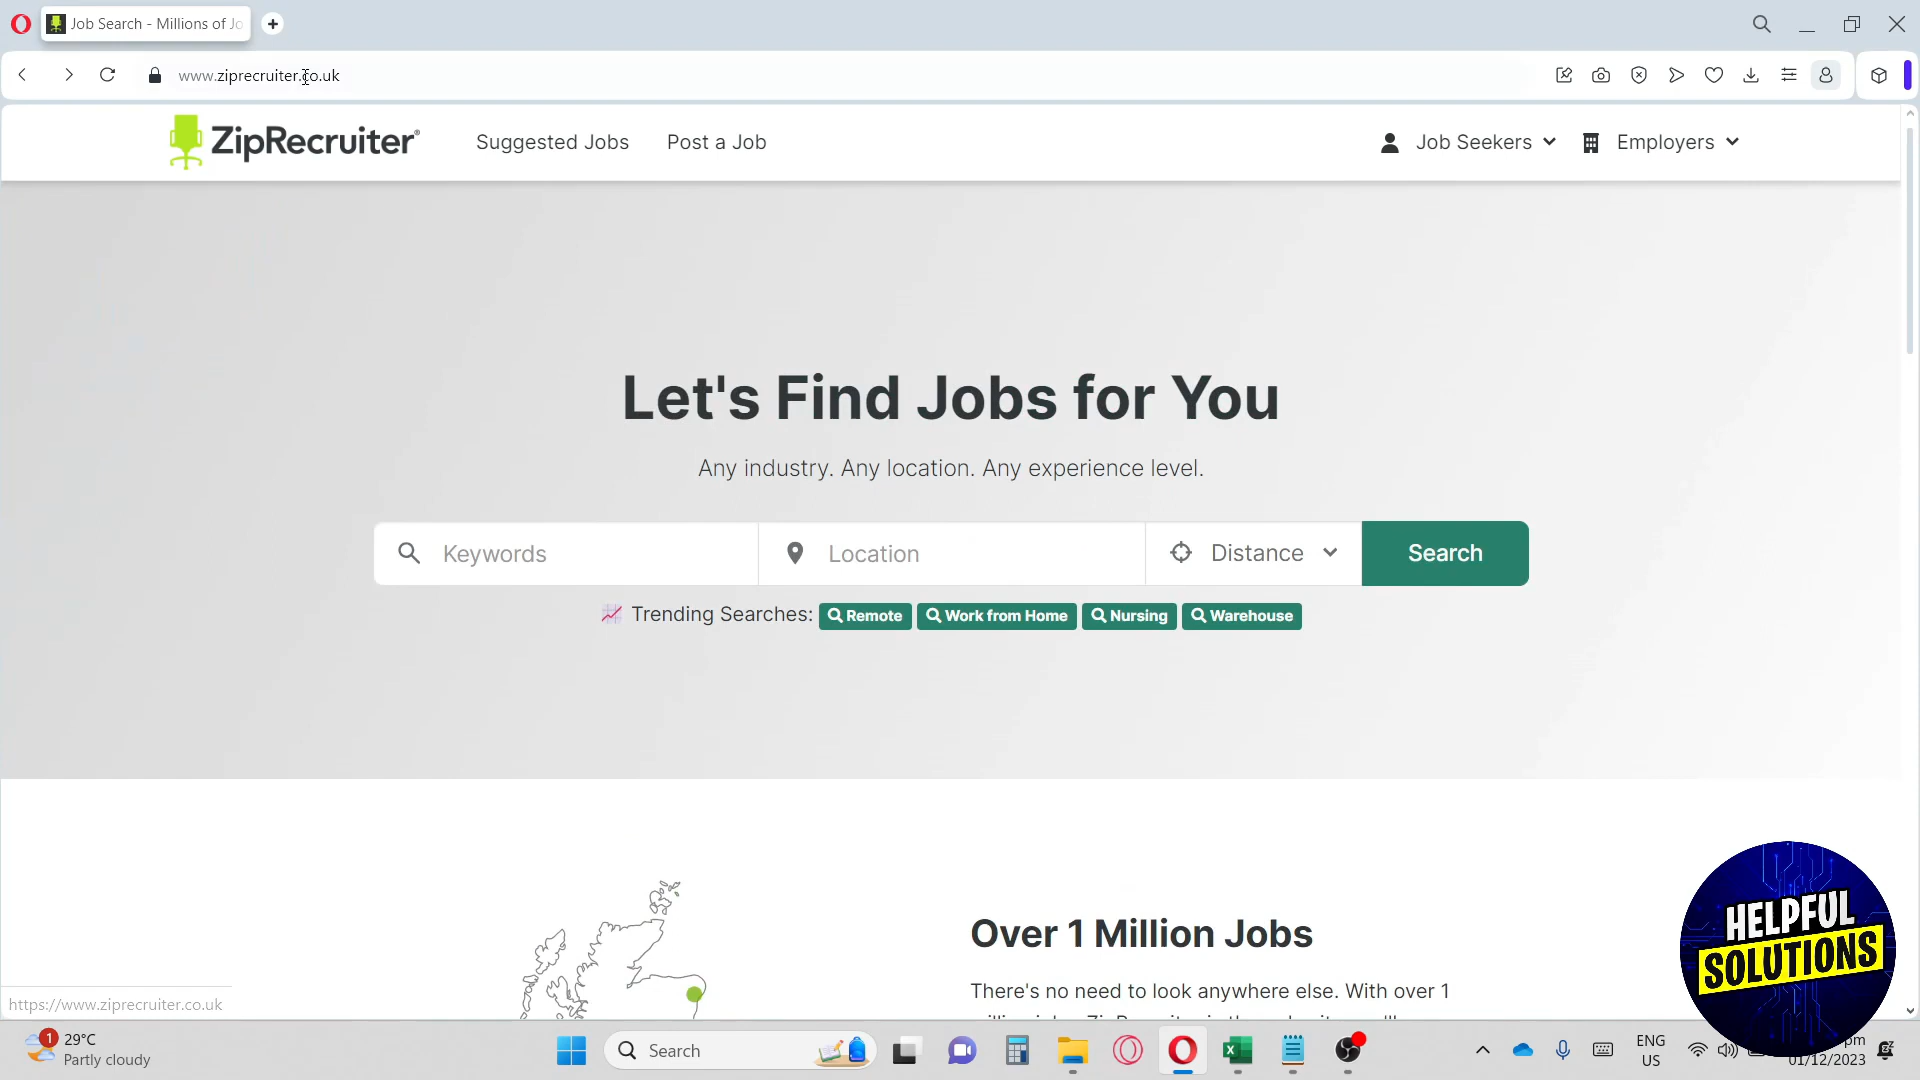 Job Search - Millions of Jo
www.ziprecruiter.co.uk
ZipRecruiter
Suggested Jobs
Post a Job
Job Seekers
Employers
Let's Find Jobs for You
Any industry. Any location. Any experience level.
Keywords
Location
Distance
Search
Trending Searches:
Remote
Work from Home
Nursing
Warehouse
Over 1 Million Jobs
There's no need to look anywhere else. With over 1
https://www.ziprecruiter.co.uk
HELPFUL
SOLUTIONS
1
29°C
Partly cloudy
Search
ENG
US
pm
01/12/2023